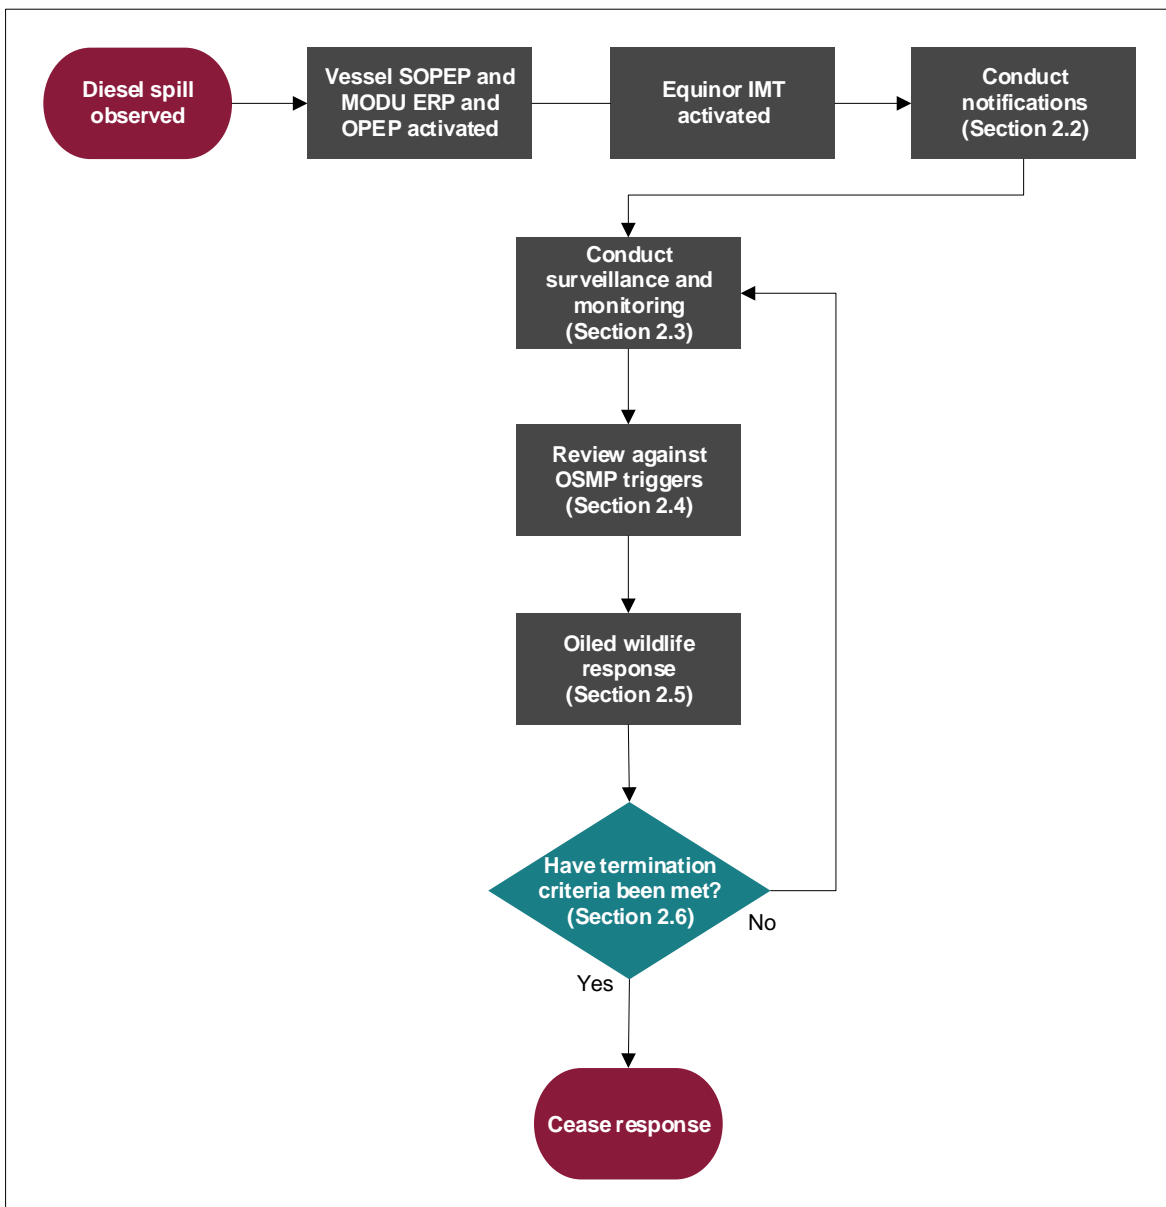 Diesel spill
observed
Vessel SOPEP and
MODU ERP and
OPEP activated
Equinor IMT
activated
Conduct
notifications
(Section 2.2)
Conduct
surveillance and
monitoring
(Section 2.3)
Review against
OSMP triggers
(Section 2.4)
Oiled wildlife
response
(Section 2.5)
Have termination
criteria been met?
(Section 2.6)
No
Yes
Cease response